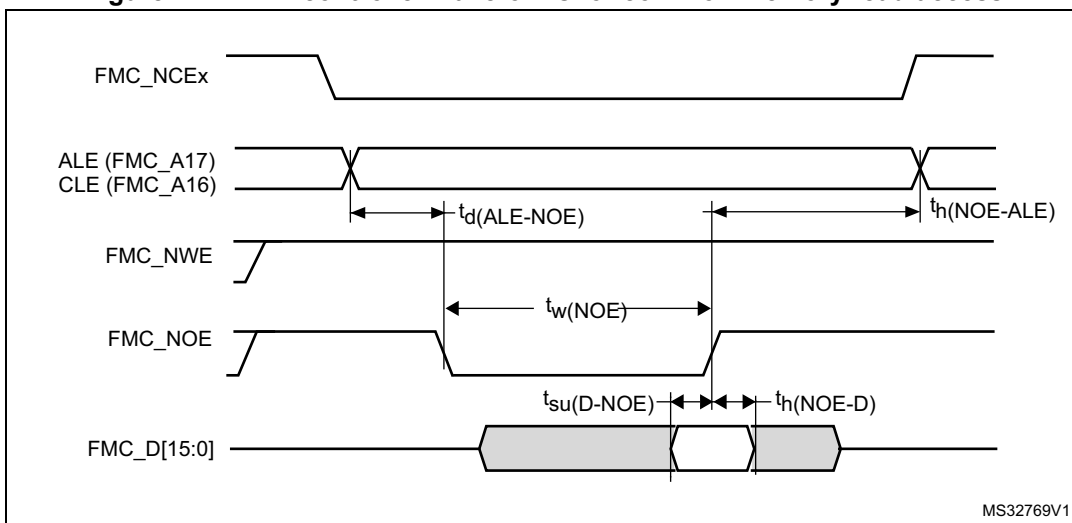 FMC_NCEx
ALE (FMC_A17)
CLE (FMC_A16)
td(ALE-NOE)
th(NOE-ALE)
FMC_NWE
tw(NOE)
FMC_NOE
tsu(D-NOE)
th(NOE-D)
FMC_D[15:0]
MS32769V1